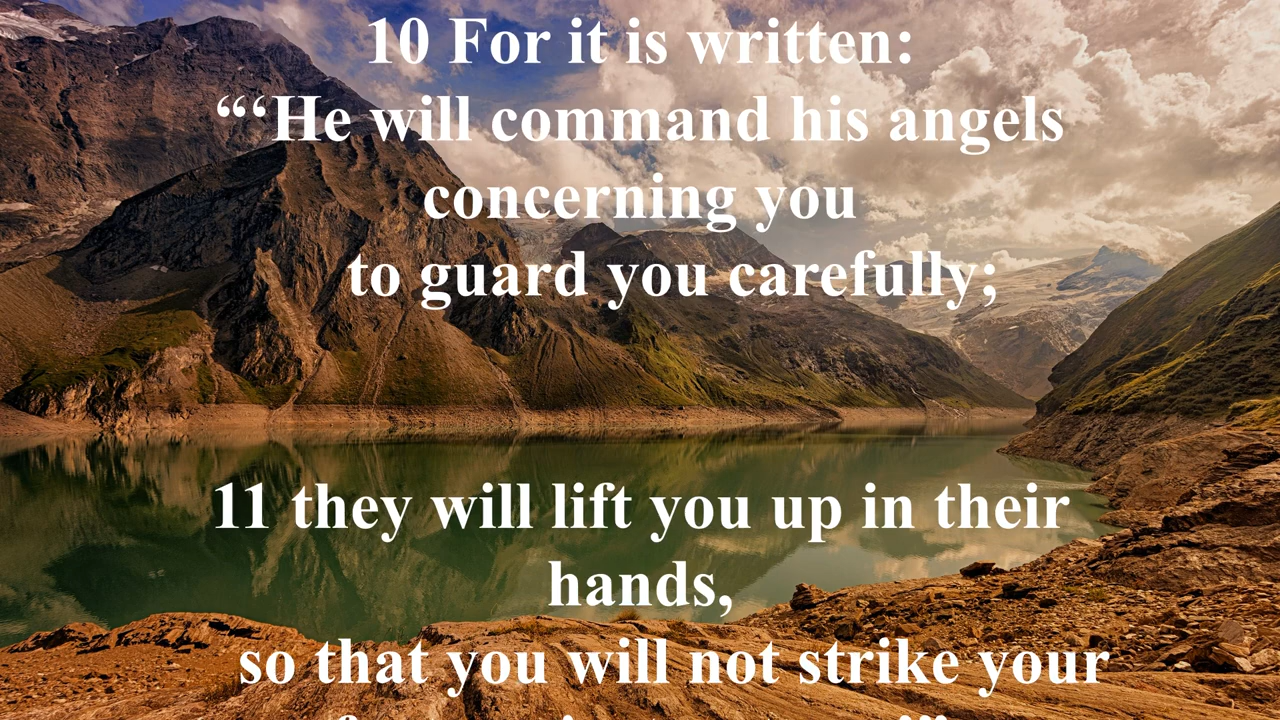 10 For it is written:
“‘He will command his angels
concerning you
to guard you carefully;
11 they will lift you up in their
hands,
so that you will not strike your